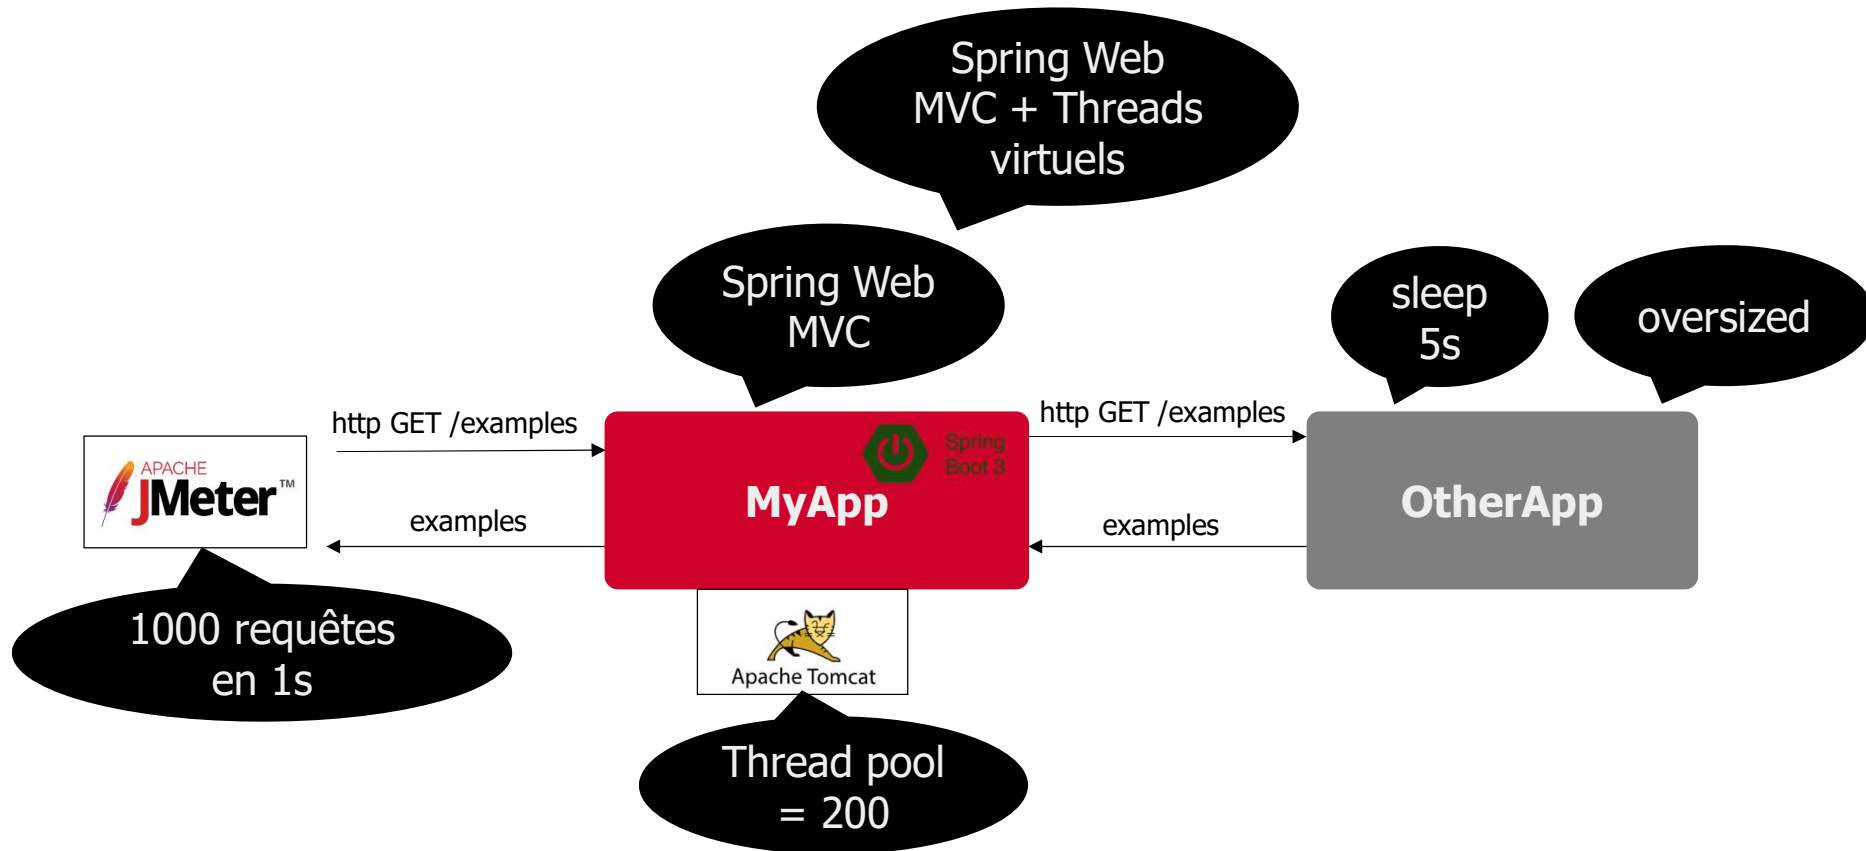 Spring Web
MVC + Threads
virtuels
Spring Web
MVC
sleep
5s
oversized
http GET /examples
http GET /examples
APACHE
JMeter™
Spring
Boot 3
MyApp
OtherApp
examples
examples
1000 requêtes
en 1s
Apache Tomcat
Thread pool
= 200